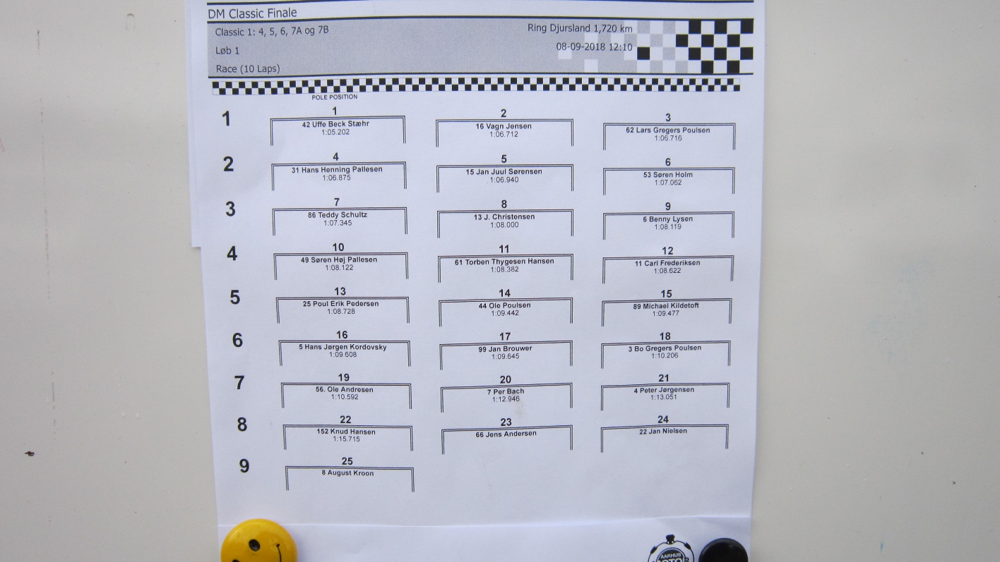 DM Classic Finale
Classic 1: 4, 5, 6, 7A og 7B
Ring Djursland 1,720 km
Løb 1
08-09-2018 12:10
Race (10 Laps)
POLE POSITION
1
1
42 Uffe Beck Stæhr
1:05.202
2
16 Vagn Jensen
1:06.712
3
62 Lars Gregers Poulsen
1:06.716
2
4
31 Hans Henning Pallesen
1:06.875
5
15 Jan Juul Sørensen
1:06.940
6
53 Søren Holm
1:07.062
3
7
86 Teddy Schultz
1:07.345
8
13 J. Christensen
1:08.000
9
6 Benny Lysen
1:08.119
4
10
49 Søren Høj Pallesen
1:08.122
11
61 Torben Thygesen Hansen
1:08.382
12
11 Carl Frederiksen
1:08.622
5
13
25 Poul Erik Pedersen
1:08.728
14
44 Ole Poulsen
1:09.442
15
89 Michael Kildetoft
1:09.477
6
16
5 Hans Jørgen Kordovsky
1:09.608
17
99 Jan Brouwer
1:09.645
18
3 Bo Gregers Poulsen
1:10.206
7
19
56. Ole Andresen
1:10.592
20
7 Per Bach
1:12.946
21
4 Peter Jørgensen
1:13.051
8
22
152 Knud Hansen
1:15.715
23
66 Jens Andersen
24
22 Jan Nielsen
9
25
8 August Kroon
AARHUS